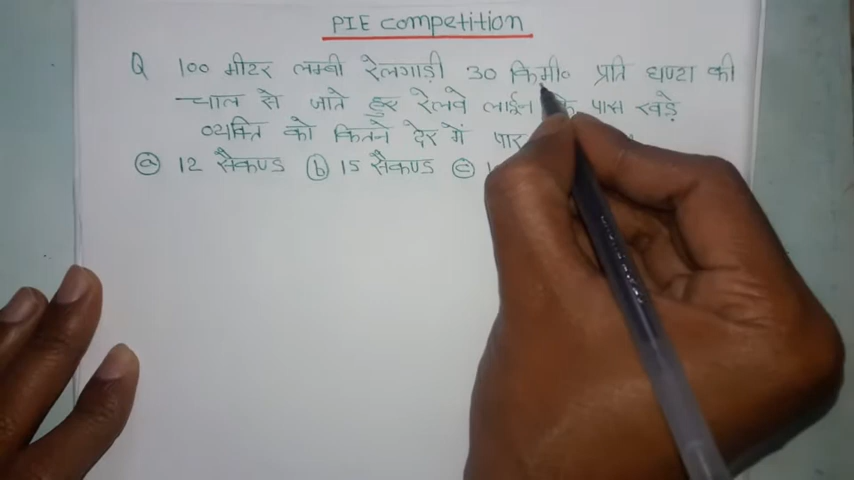 PIE competition
Q 100 मीटर लम्बी रेलगाड़ी 30 किमी० प्रति घण्टा की
चाल से जाते हुए रेलवे लाईन के पास खड़े
व्यक्ति को कितने देर में पार
(a) 12 सैकण्ड (b) 15 सैकण्ड (c)